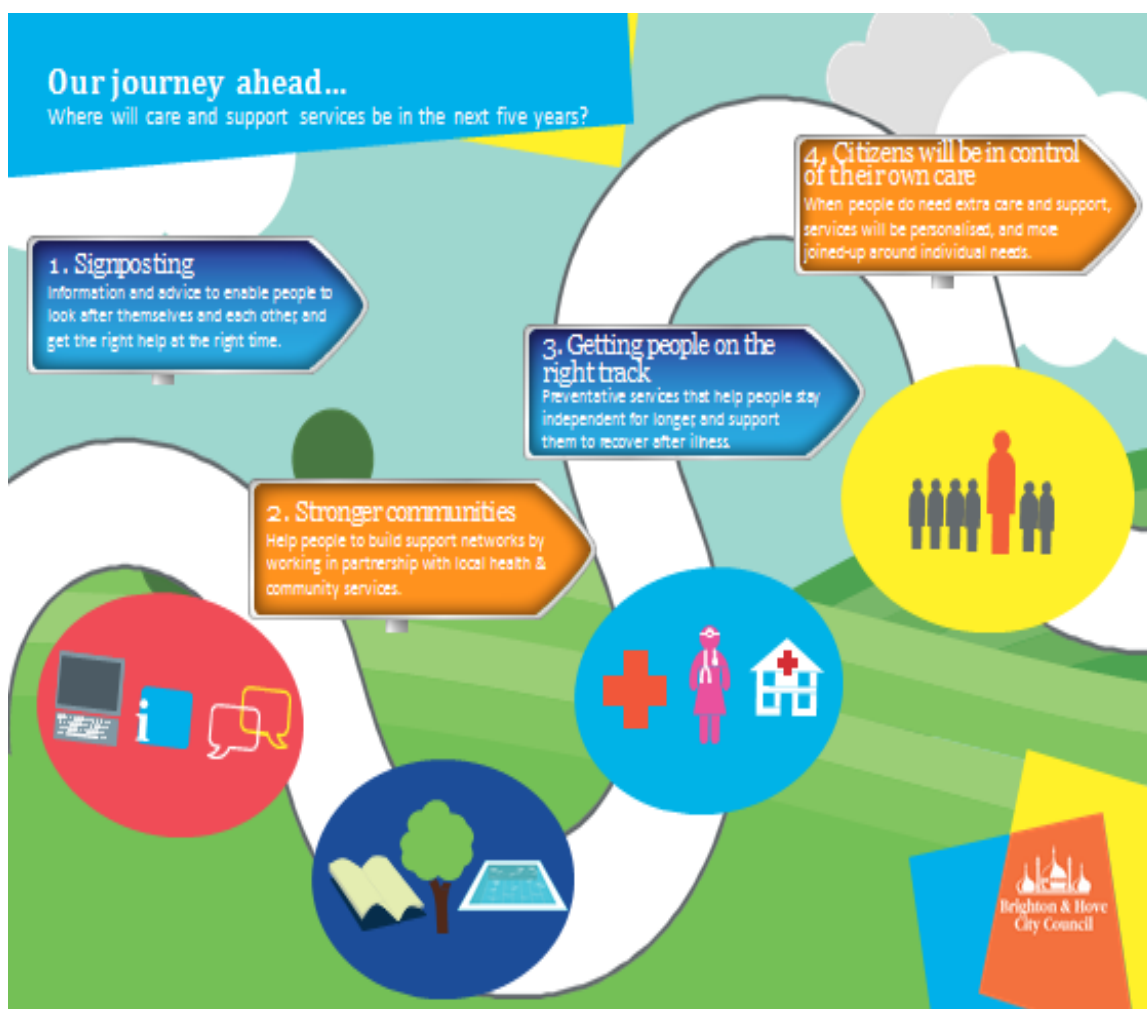 Our journey ahead...
Where will care and support services be in the next five years?
1. Signposting
Information and advice to enable people to
look after themselves and each other, and
get the right help at the right time.
2. Stronger communities
Help people to build support networks by
working in partnership with local health &
community services.
3. Getting people on the
right track
Preventative services that help people stay
independent for longer, and support
them to recover after illness.
4. Citizens will be in control
of their own care
When people do need extra care and support,
services will be personalised, and more
joined-up around individual needs.
i
Brighton & Hove
City Council